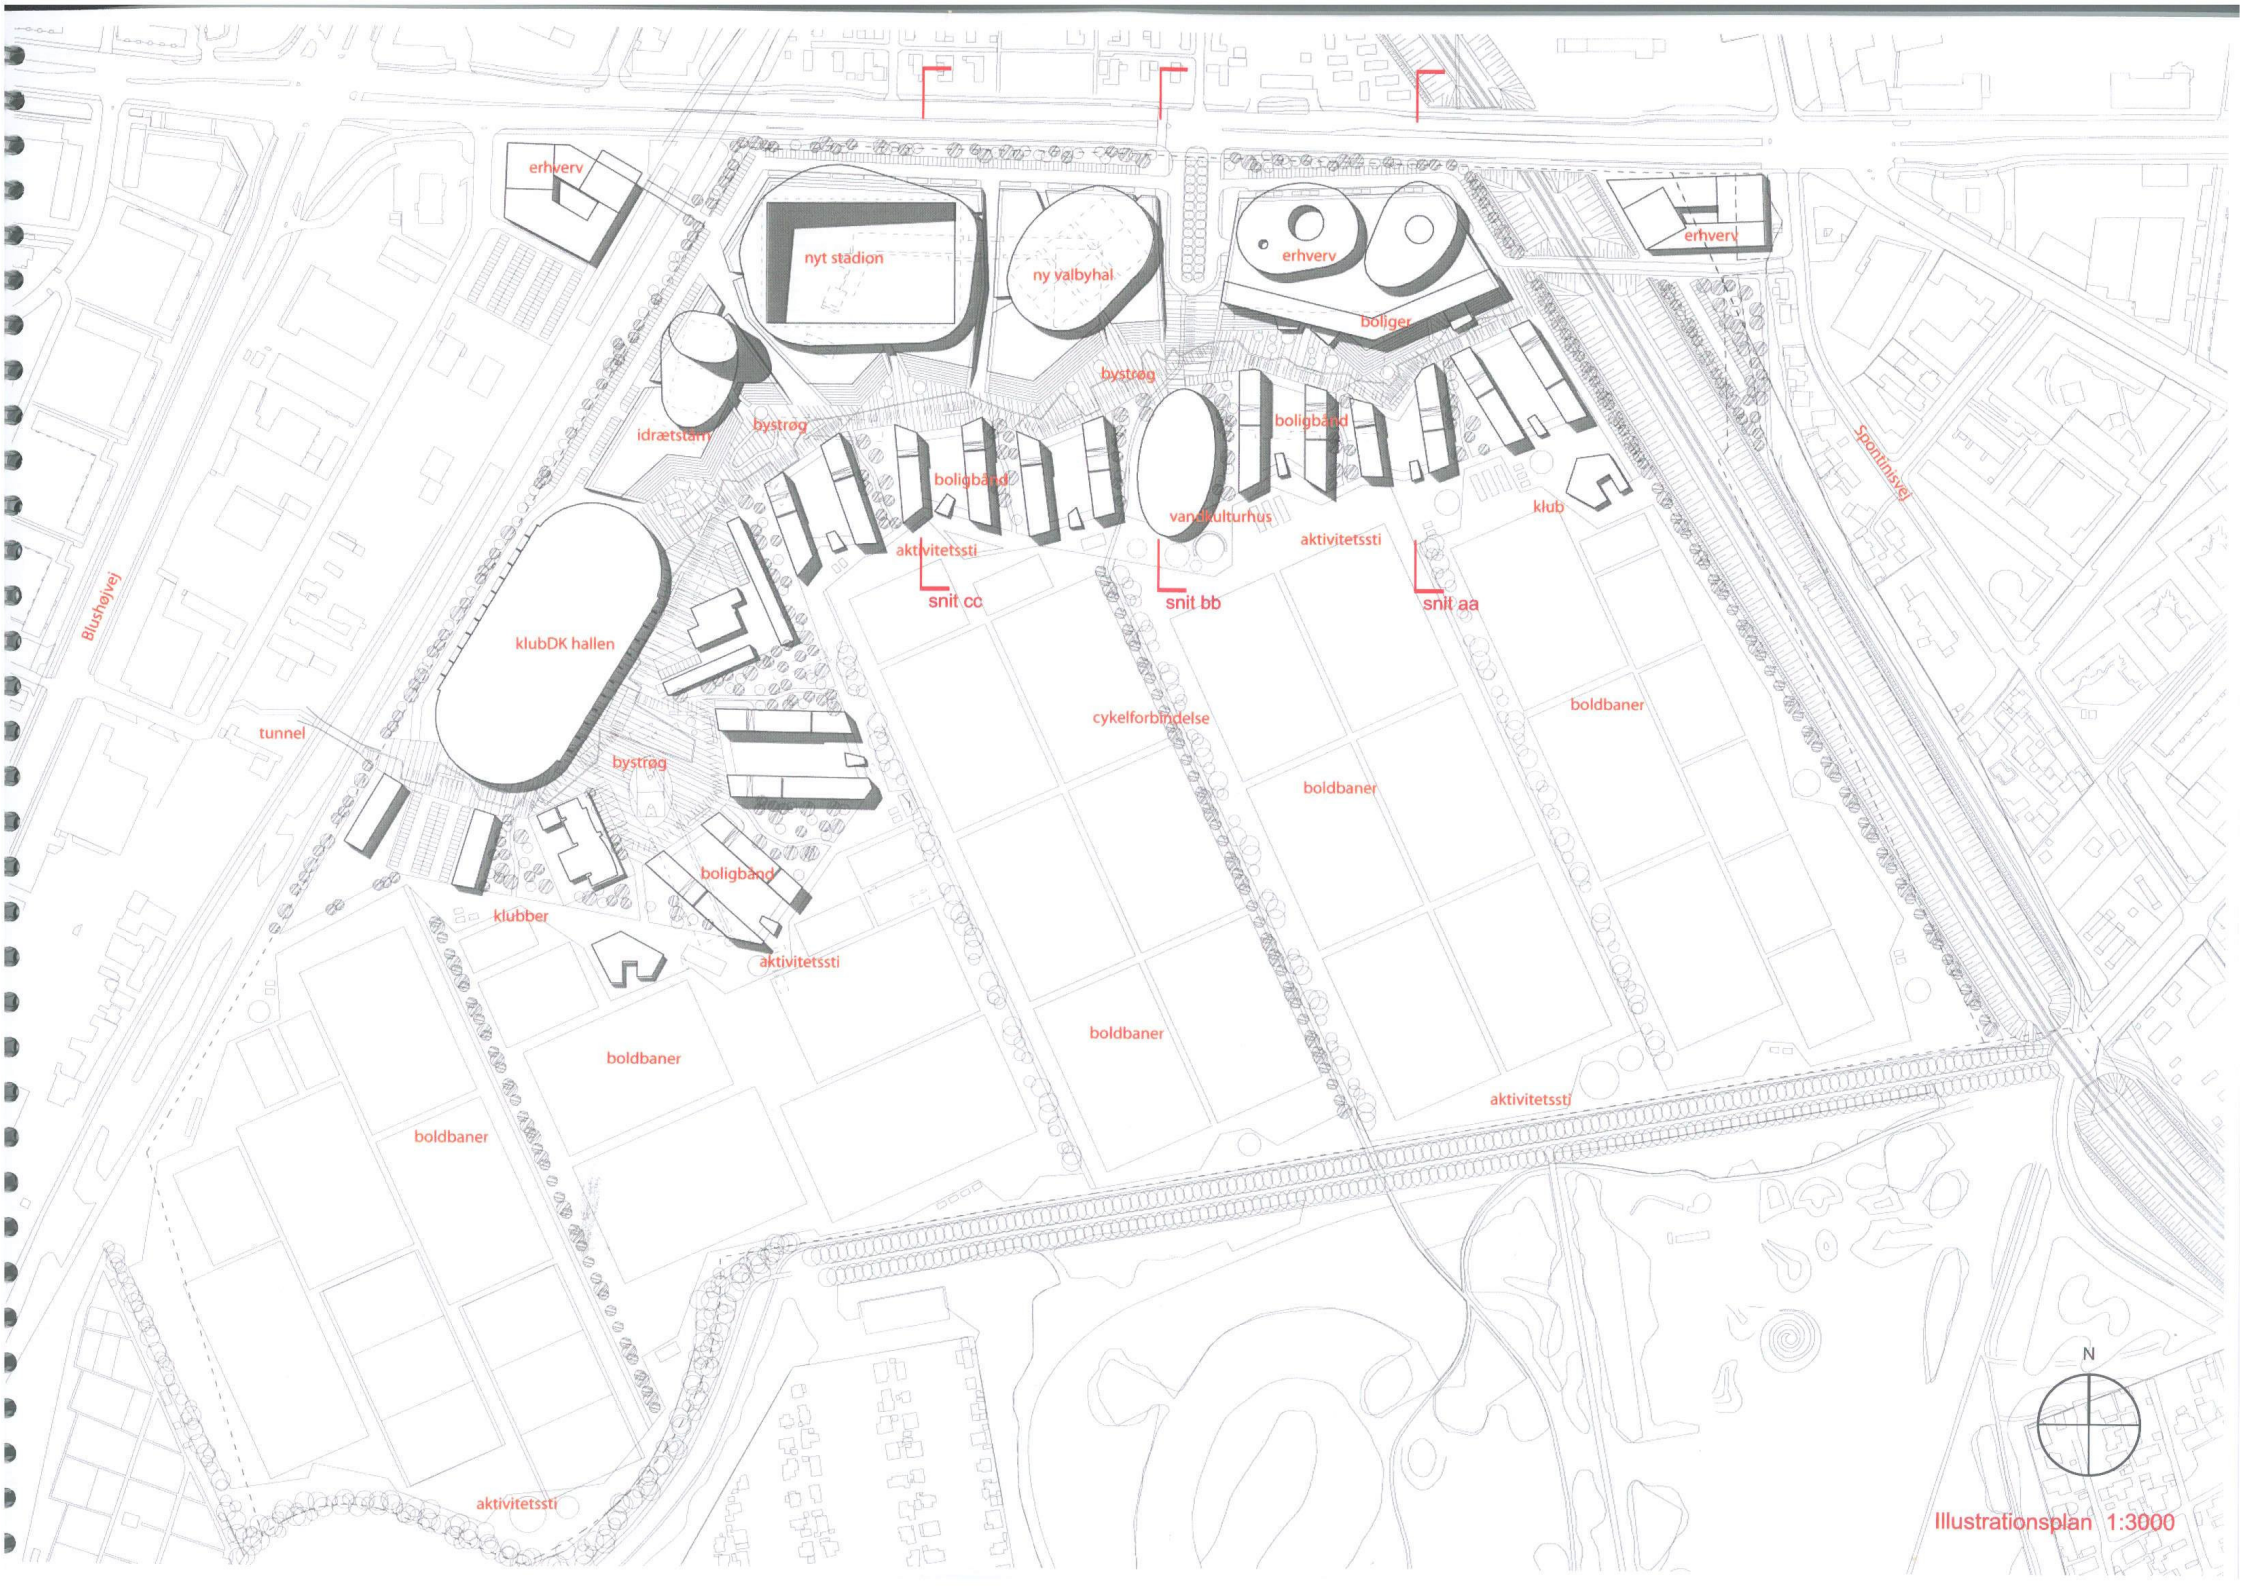 erhverv
nyt stadion
ny valbyhal
erhverv
erhverv
boliger
bystrøg
idrætstårn
bystrøg
boligbånd
boligbånd
Spontinisvej
vandkulturhus
klub
aktivitetssti
aktivitetssti
snit cc
snit bb
snit aa
Blushøjvej
klubDK hallen
tunnel
cykelforbindelse
boldbaner
bystrøg
boldbaner
boligbånd
klubber
aktivitetssti
boldbaner
boldbaner
aktivitetssti
boldbaner
N
aktivitetssti
Illustrationsplan 1:3000